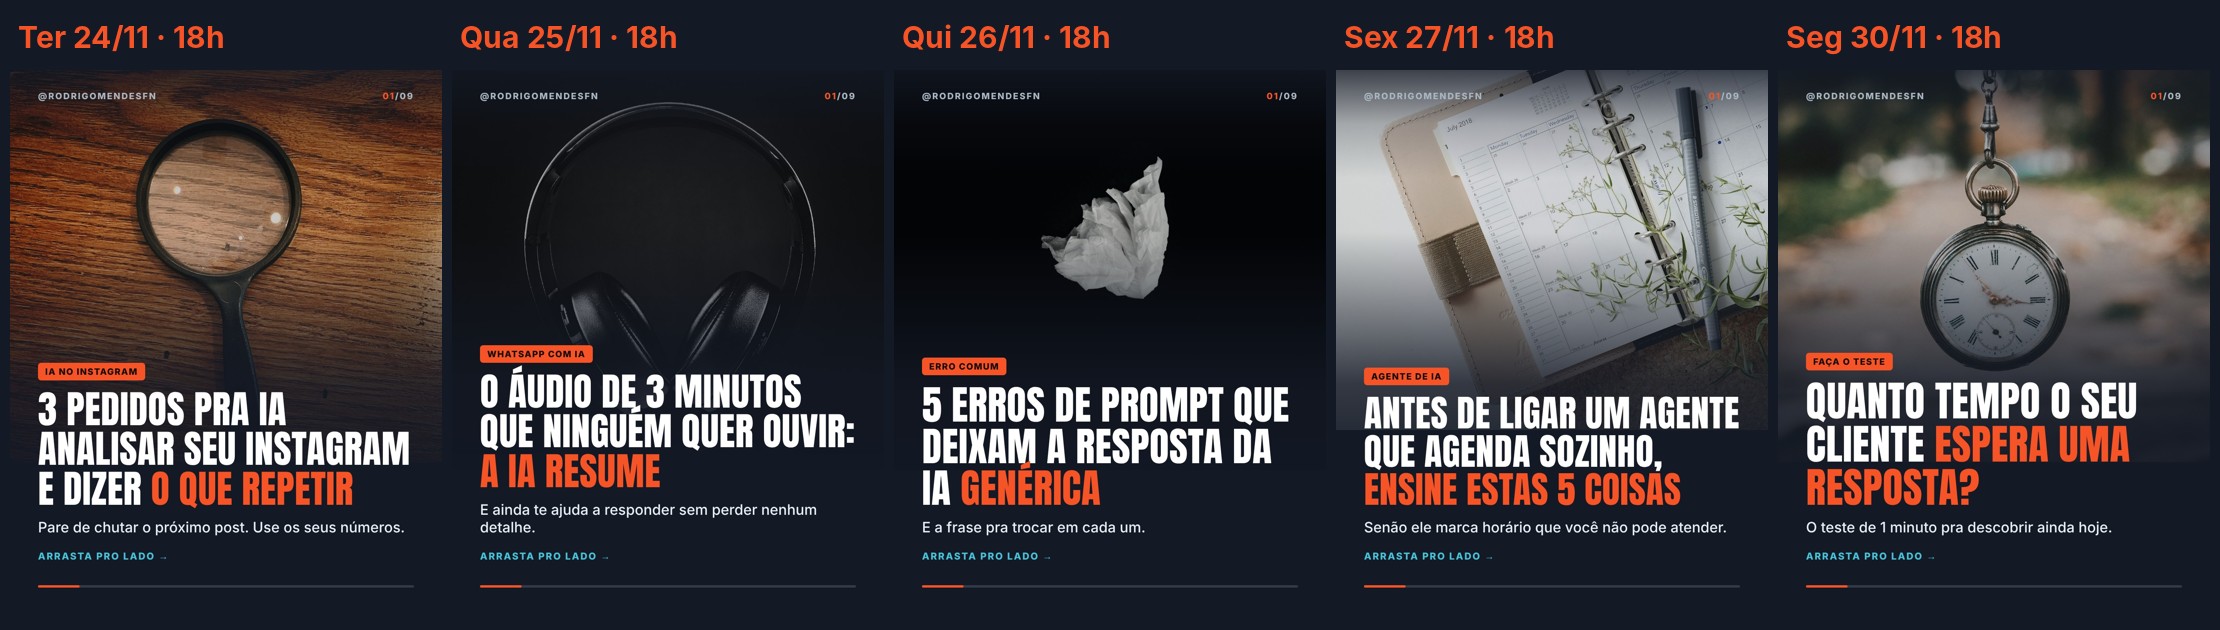 Ter 24/11 · 18h
@RODRIGOMENDESFN
01/09
IA NO INSTAGRAM
3 PEDIDOS PRA IA
ANALISAR SEU INSTAGRAM
E DIZER O QUE REPETIR
Pare de chutar o próximo post. Use os seus números.
ARRASTA PRO LADO →
Qua 25/11 · 18h
@RODRIGOMENDESFN
01/09
WHATSAPP COM IA
O ÁUDIO DE 3 MINUTOS
QUE NINGUÉM QUER OUVIR:
A IA RESUME
E ainda te ajuda a responder sem perder nenhum
detalhe.
ARRASTA PRO LADO →
Qui 26/11 · 18h
@RODRIGOMENDESFN
01/09
ERRO COMUM
5 ERROS DE PROMPT QUE
DEIXAM A RESPOSTA DA
IA GENÉRICA
E a frase pra trocar em cada um.
ARRASTA PRO LADO →
Sex 27/11 · 18h
@RODRIGOMENDESFN
01/09
July 2018
AGENTE DE IA
ANTES DE LIGAR UM AGENTE
QUE AGENDA SOZINHO,
ENSINE ESTAS 5 COISAS
Senão ele marca horário que você não pode atender.
ARRASTA PRO LADO →
Seg 30/11 · 18h
@RODRIGOMENDESFN
01/09
FAÇA O TESTE
QUANTO TEMPO O SEU
CLIENTE ESPERA UMA
RESPOSTA?
O teste de 1 minuto pra descobrir ainda hoje.
ARRASTA PRO LADO →